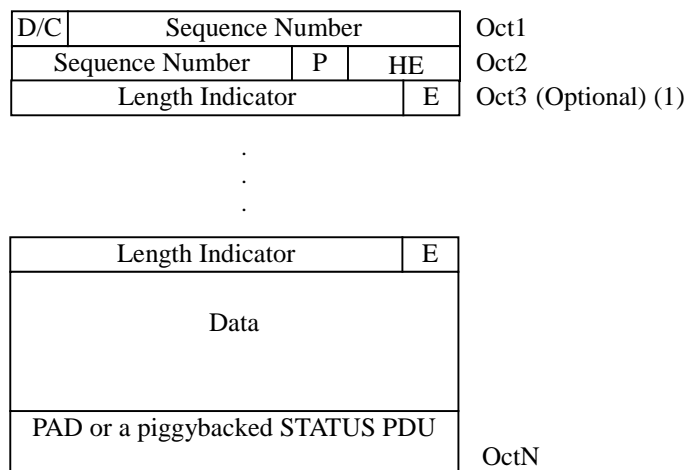 D/C Sequence Number Oct1
Sequence Number P HE Oct2
Length Indicator E Oct3 (Optional) (1)
.
.
.
Length Indicator E
Data
PAD or a piggybacked STATUS PDU
OctN